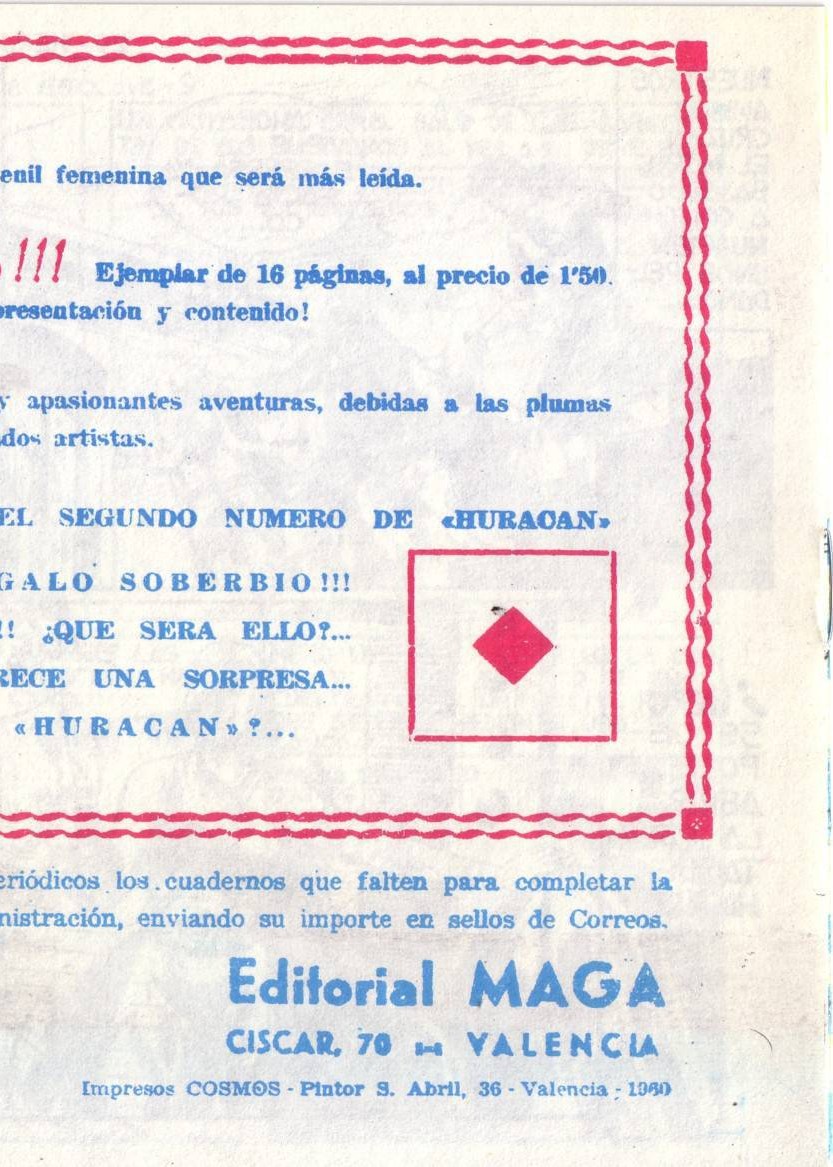 enil femenina que será más leída.
!!! Ejemplar de 16 páginas, al precio de 1'50.
presentación y contenido!
y apasionantes aventuras, debidas a las plumas
dos artistas.
EL SEGUNDO NUMERO DE «HURACAN»
GALO SOBERBIO!!!
!! ¿QUE SERA ELLO?...
RECE UNA SORPRESA...
«HURACAN»?...
eriódicos los cuadernos que falten para completar la
nistración, enviando su importe en sellos de Correos.
Editorial MAGA
CISCAR, 70 - VALENCIA
Impresos COSMOS - Pintor S. Abril, 36 - Valencia - 1960